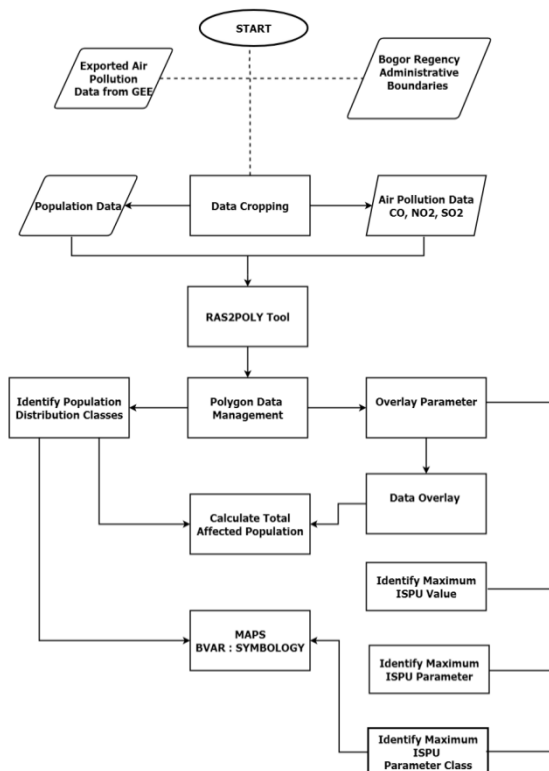 START
Exported Air
Pollution
Data from GEE
Bogor Regency
Administrative
Boundaries
Population Data
Data Cropping
Air Pollution Data
CO, NO2, SO2
RAS2POLY Tool
Identify Population
Distribution Classes
Polygon Data
Management
Overlay Parameter
Data Overlay
Calculate Total
Affected Population
Identify Maximum
ISPU Value
MAPS
BVAR : SYMBOLOGY
Identify Maximum
ISPU Parameter
Identify Maximum
ISPU
Parameter Class